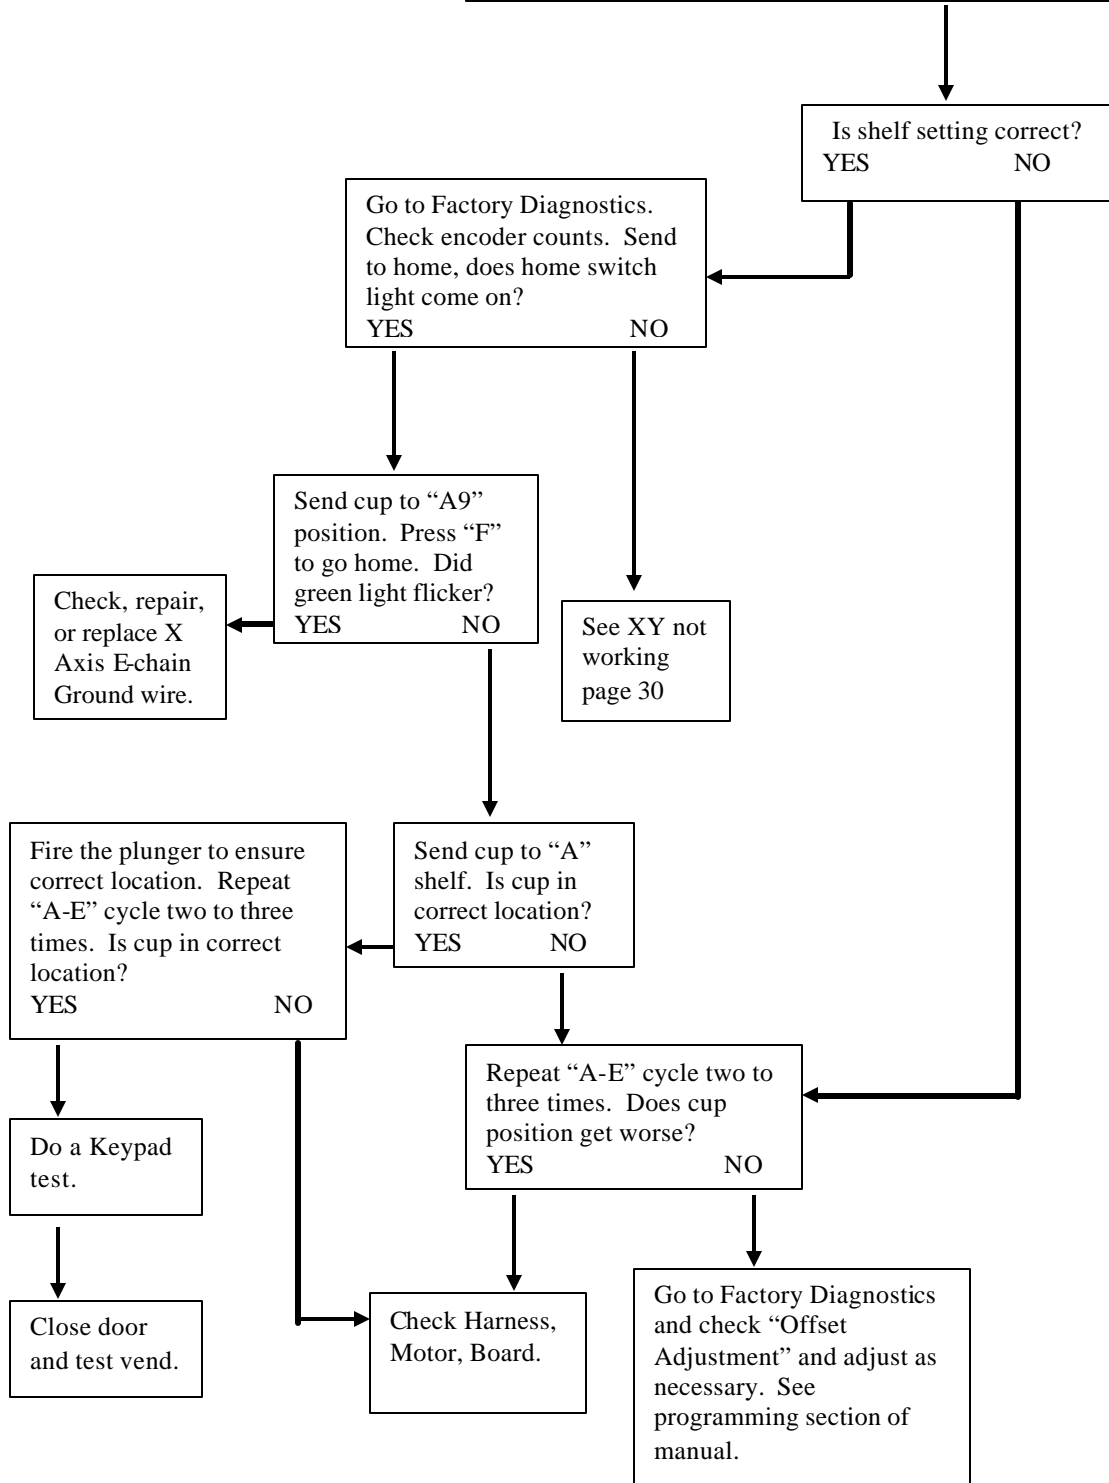 Is shelf setting correct?
YES NO
Go to Factory Diagnostics.
Check encoder counts. Send
to home, does home switch
light come on?
YES NO
Send cup to “A9”
position. Press “F”
to go home. Did
green light flicker?
YES NO
Check, repair,
or replace X
Axis E-chain
Ground wire.
See XY not
working
page 30
Fire the plunger to ensure
correct location. Repeat
“A-E” cycle two to three
times. Is cup in correct
location?
YES NO
Send cup to “A”
shelf. Is cup in
correct location?
YES NO
Repeat “A-E” cycle two to
three times. Does cup
position get worse?
YES NO
Do a Keypad
test.
Close door
and test vend.
Check Harness,
Motor, Board.
Go to Factory Diagnostics
and check “Offset
Adjustment” and adjust as
necessary. See
programming section of
manual.